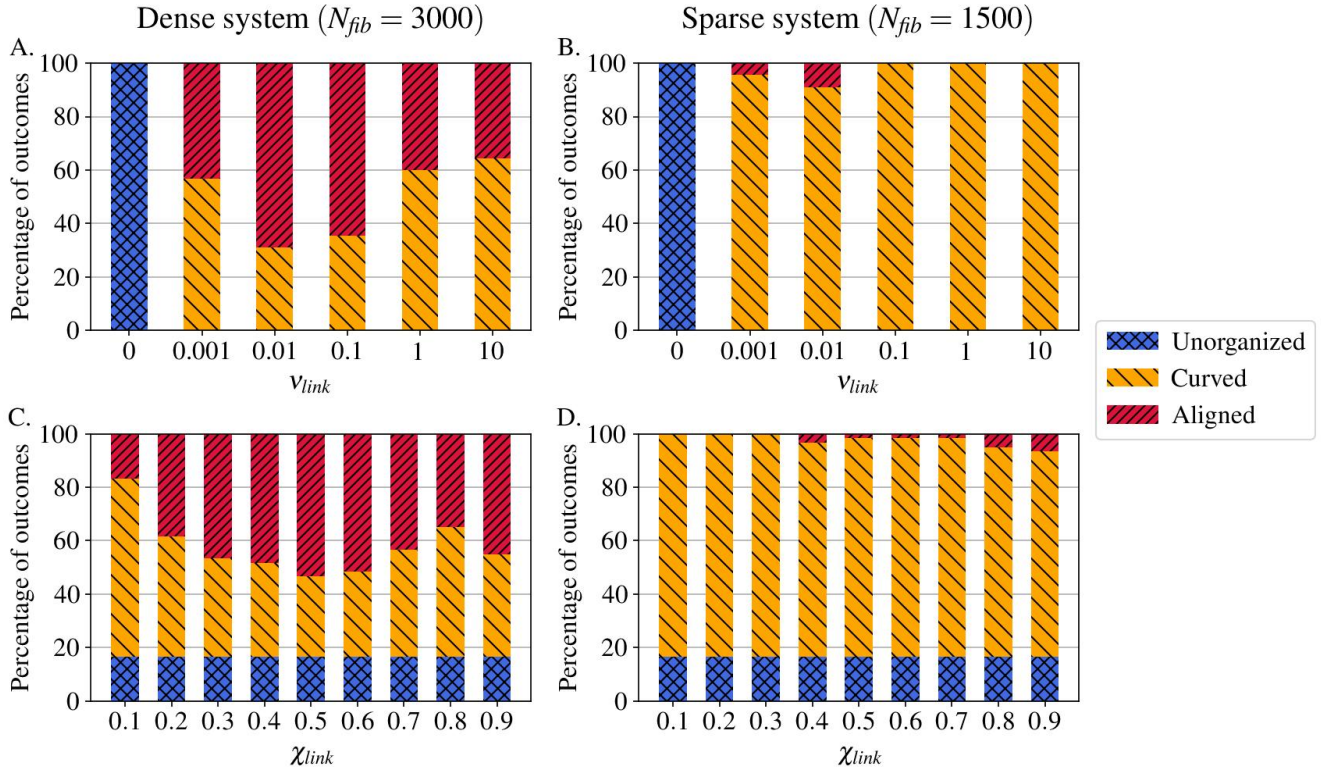 Dense system (N_fib = 3000)
Sparse system (N_fib = 1500)
A.
Percentage of outcomes
100
80
60
40
20
0
0 0.001 0.01 0.1 1 10
ν_link
B.
Percentage of outcomes
100
80
60
40
20
0
0 0.001 0.01 0.1 1 10
ν_link
Unorganized
Curved
Aligned
C.
Percentage of outcomes
100
80
60
40
20
0
0.1 0.2 0.3 0.4 0.5 0.6 0.7 0.8 0.9
χ_link
D.
Percentage of outcomes
100
80
60
40
20
0
0.1 0.2 0.3 0.4 0.5 0.6 0.7 0.8 0.9
χ_link